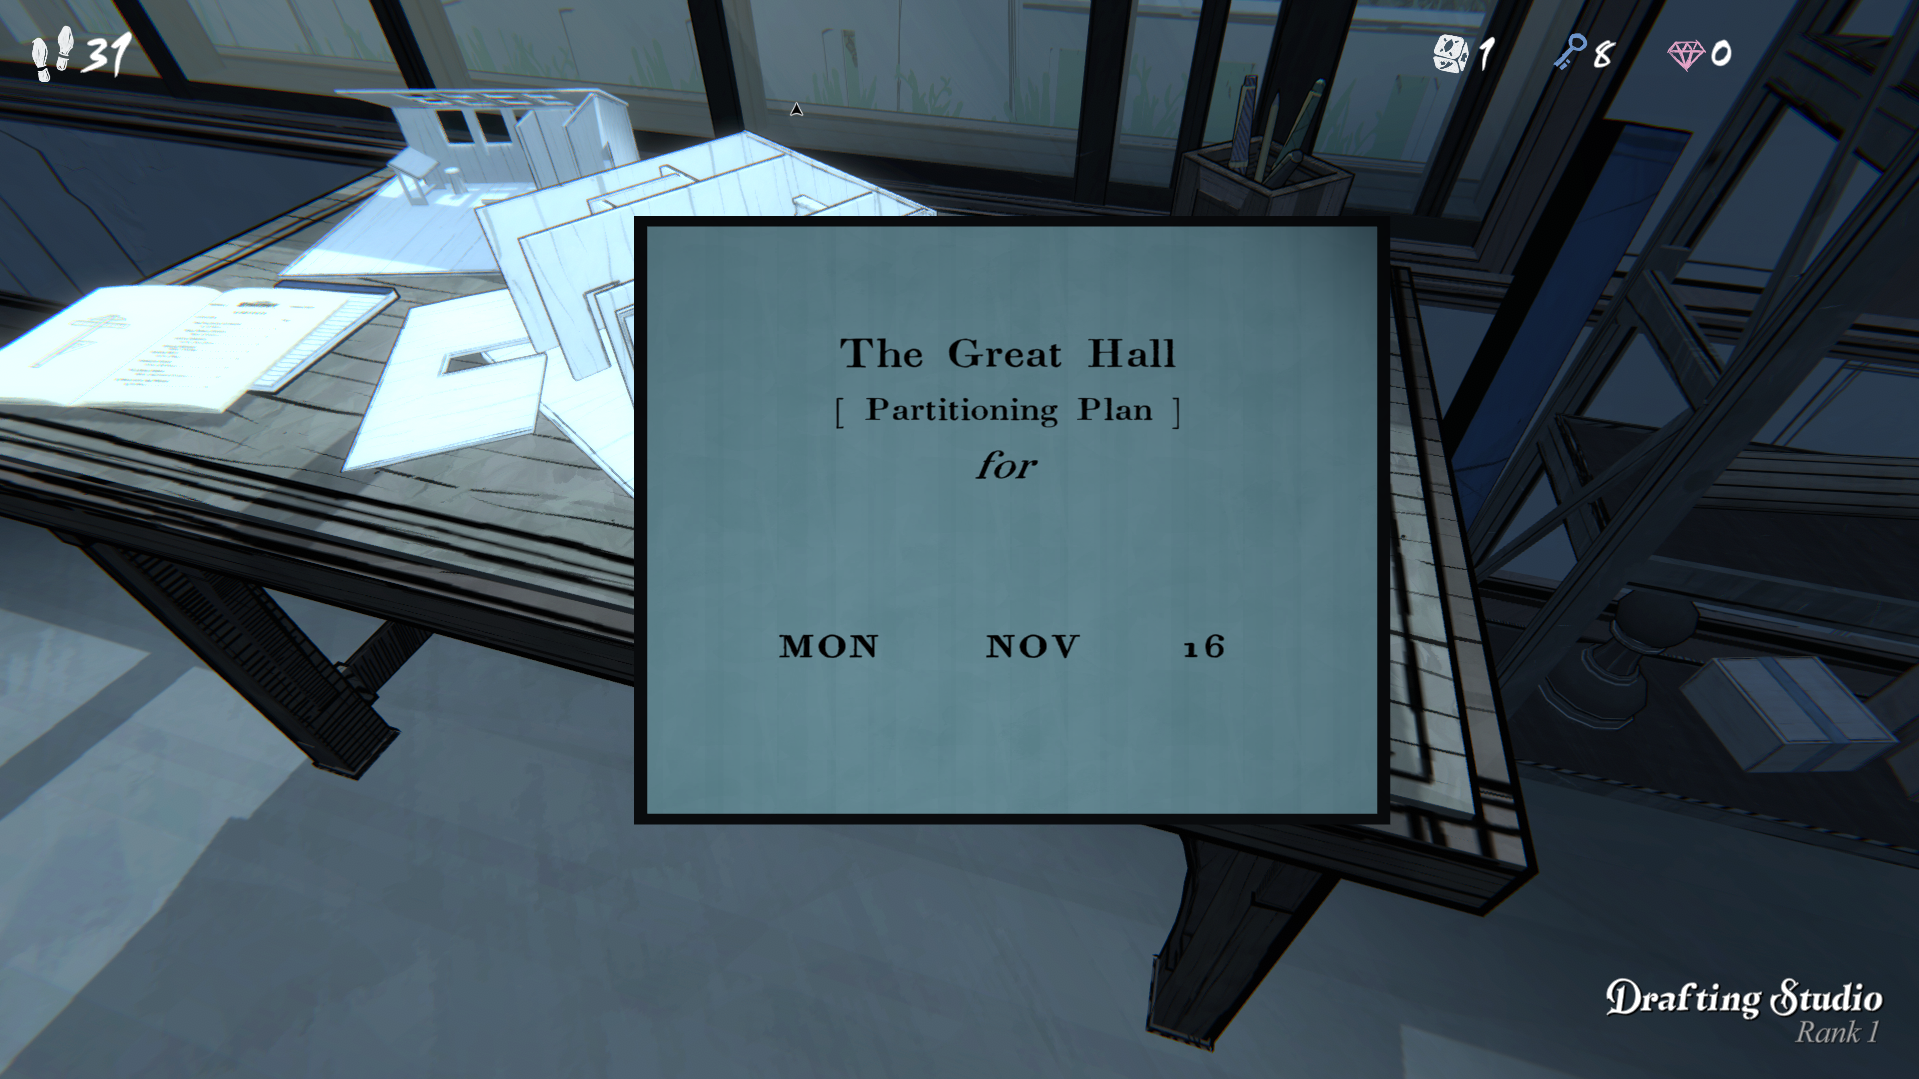 31
1
8
0
The Great Hall
[ Partitioning Plan ]
for
MON NOV 16
Drafting Studio
Rank 1